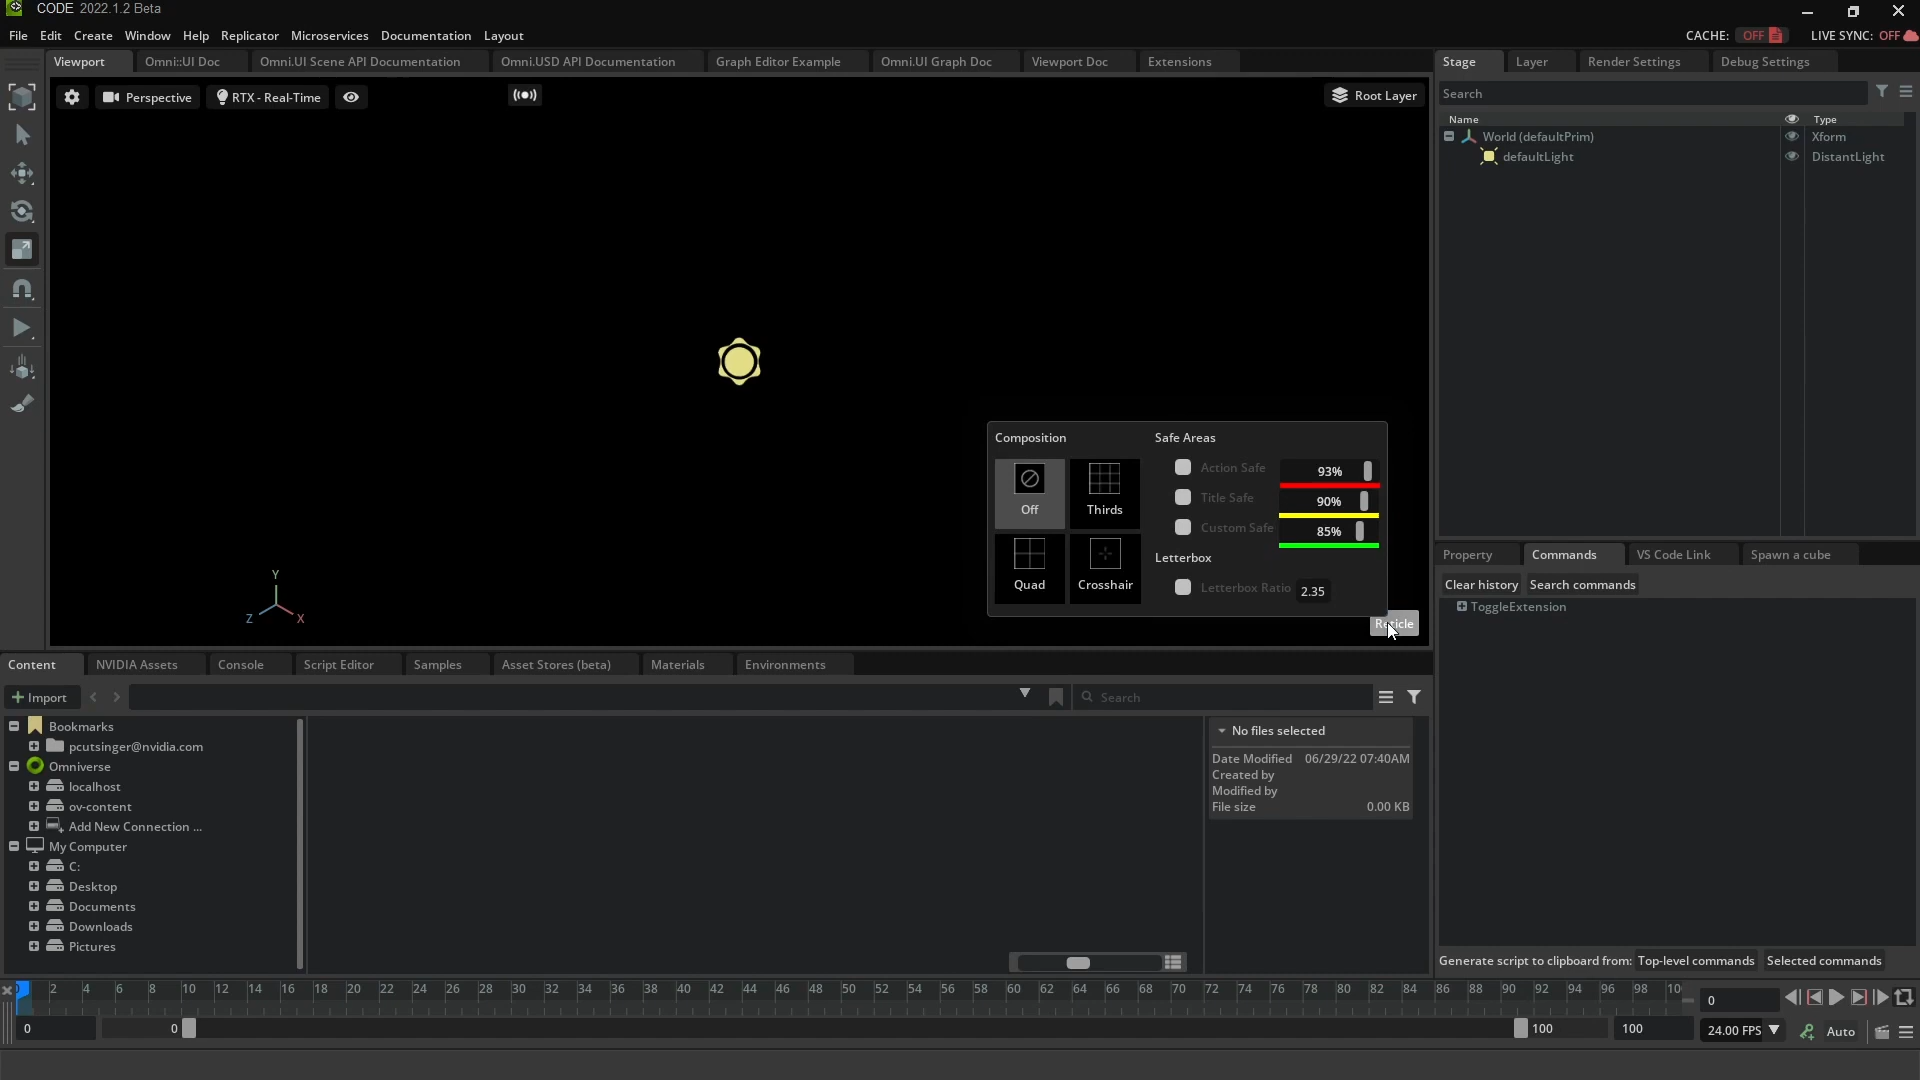 CODE 2022.1.2 Beta
File Edit Create Window Help Replicator Microservices Documentation Layout
CACHE: OFF LIVE SYNC: OFF
Viewport Omni::UI Doc Omni.UI Scene API Documentation Omni.USD API Documentation Graph Editor Example Omni.UI Graph Doc Viewport Doc Extensions
Stage Layer Render Settings Debug Settings
Perspective RTX - Real-Time Root Layer
Search
Name Type
World (defaultPrim) Xform
defaultLight DistantLight
Composition Safe Areas
Off Thirds
Action Safe 93%
Title Safe 90%
Custom Safe 85%
Quad Crosshair
Letterbox
Letterbox Ratio 2.35
Reticle
Y
Z X
Property Commands VS Code Link Spawn a cube
Clear history Search commands
ToggleExtension
Content NVIDIA Assets Console Script Editor Samples Asset Stores (beta) Materials Environments
Import Search
Bookmarks
pcutsinger@nvidia.com
Omniverse
localhost
ov-content
Add New Connection ...
My Computer
C:
Desktop
Documents
Downloads
Pictures
No files selected
Date Modified 06/29/22 07:40AM
Created by
Modified by
File size 0.00 KB
Generate script to clipboard from: Top-level commands Selected commands
2 4 6 8 10 12 14 16 18 20 22 24 26 28 30 32 34 36 38 40 42 44 46 48 50 52 54 56 58 60 62 64 66 68 70 72 74 76 78 80 82 84 86 88 90 92 94 96 98 10 0
0 0 100 100 24.00 FPS Auto